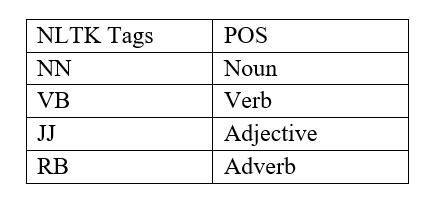 NLTK Tags POS
NN Noun
VB Verb
JJ Adjective
RB Adverb